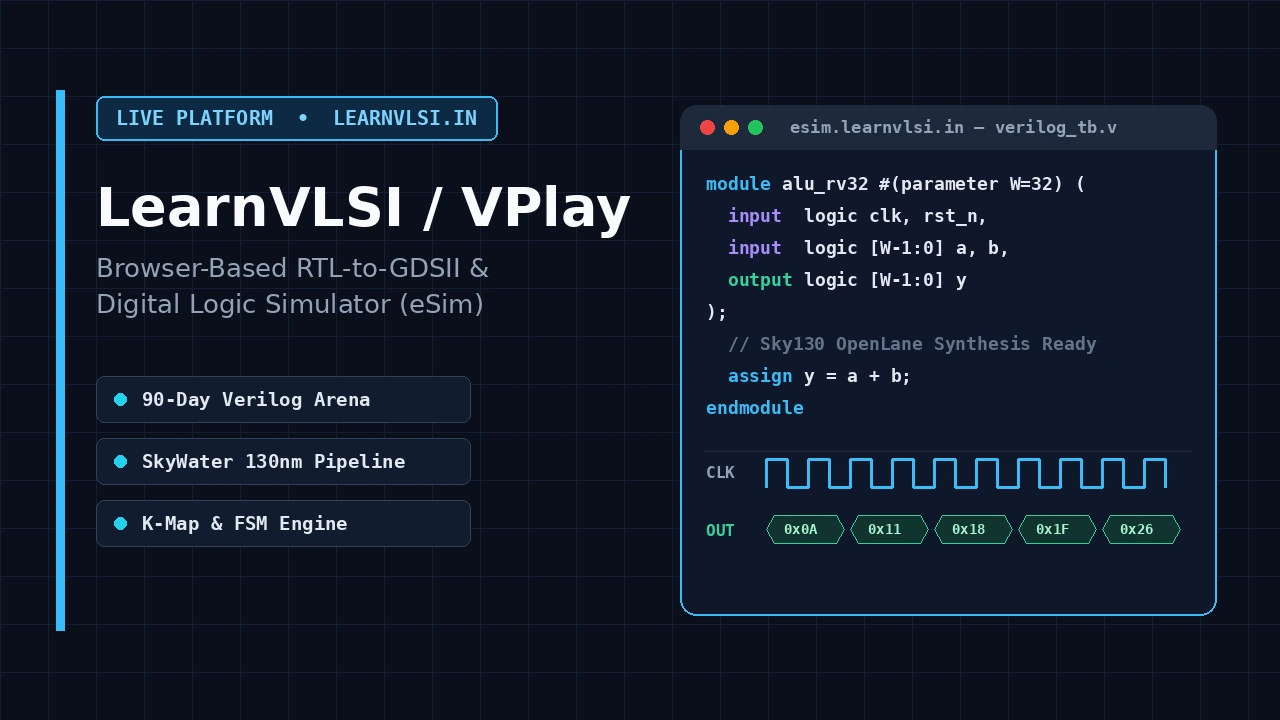 LIVE PLATFORM • LEARNVLSI.IN
LearnVLSI / VPlay
Browser-Based RTL-to-GDSII &
Digital Logic Simulator (eSim)
90-Day Verilog Arena
SkyWater 130nm Pipeline
K-Map & FSM Engine
esim.learnvlsi.in — verilog_tb.v
module alu_rv32 #(parameter W=32) (
  input  logic clk, rst_n,
  input  logic [W-1:0] a, b,
  output logic [W-1:0] y
);
  // Sky130 OpenLane Synthesis Ready
  assign y = a + b;
endmodule
CLK
OUT 0x0A 0x11 0x18 0x1F 0x26